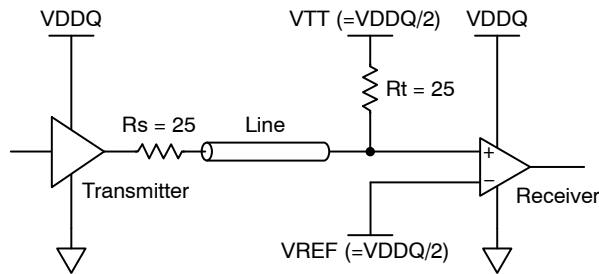 VDDQ
VTT (=VDDQ/2)
VDDQ
Rt = 25
Rs = 25
Line
+
−
Transmitter
Receiver
VREF (=VDDQ/2)